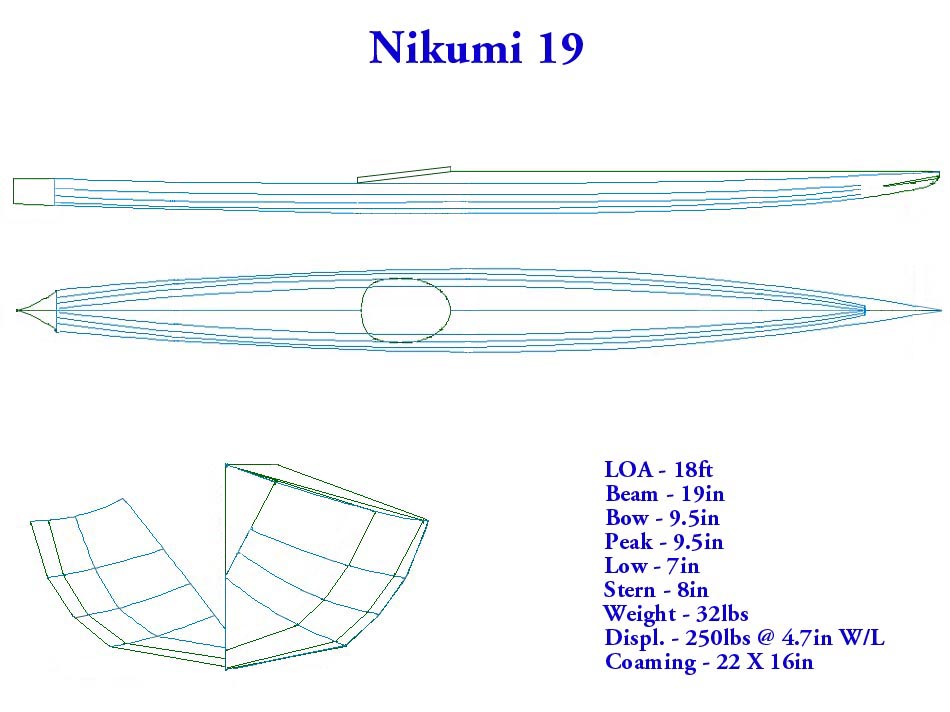 Nikumi 19
LOA - 18ft
Beam - 19in
Bow - 9.5in
Peak - 9.5in
Low - 7in
Stern - 8in
Weight - 32lbs
Displ. - 250lbs @ 4.7in W/L
Coaming - 22 X 16in